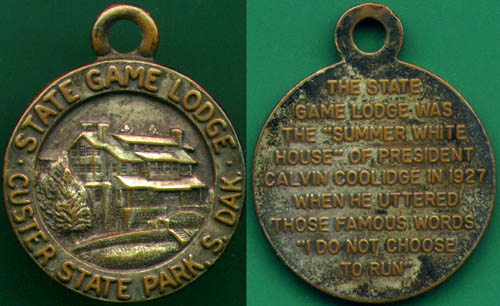 · STATE GAME LODGE ·
CUSTER STATE PARK, S. DAK.
THE STATE
GAME LODGE WAS
THE "SUMMER WHITE
HOUSE" OF PRESIDENT
CALVIN COOLIDGE IN 1927
WHEN HE UTTERED
THOSE FAMOUS WORDS
"I DO NOT CHOOSE
TO RUN"